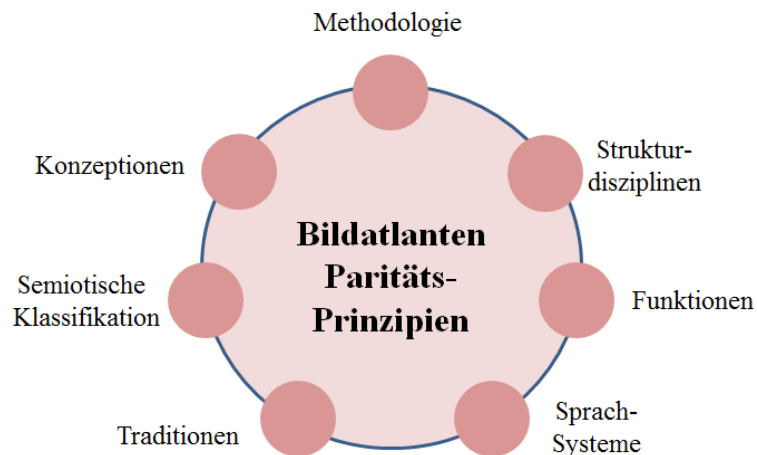 Methodologie
Konzeptionen
Struktur-
disziplinen
Bildatlanten
Paritäts-
Prinzipien
Semiotische
Klassifikation
Funktionen
Traditionen
Sprach-
Systeme